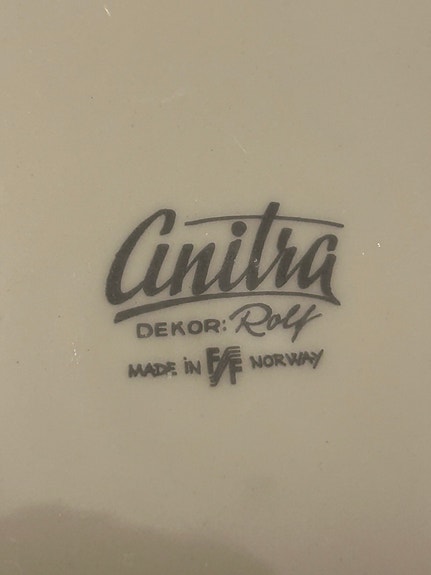 Anitra
DEKOR: Rolf
MADE IN F/F NORWAY